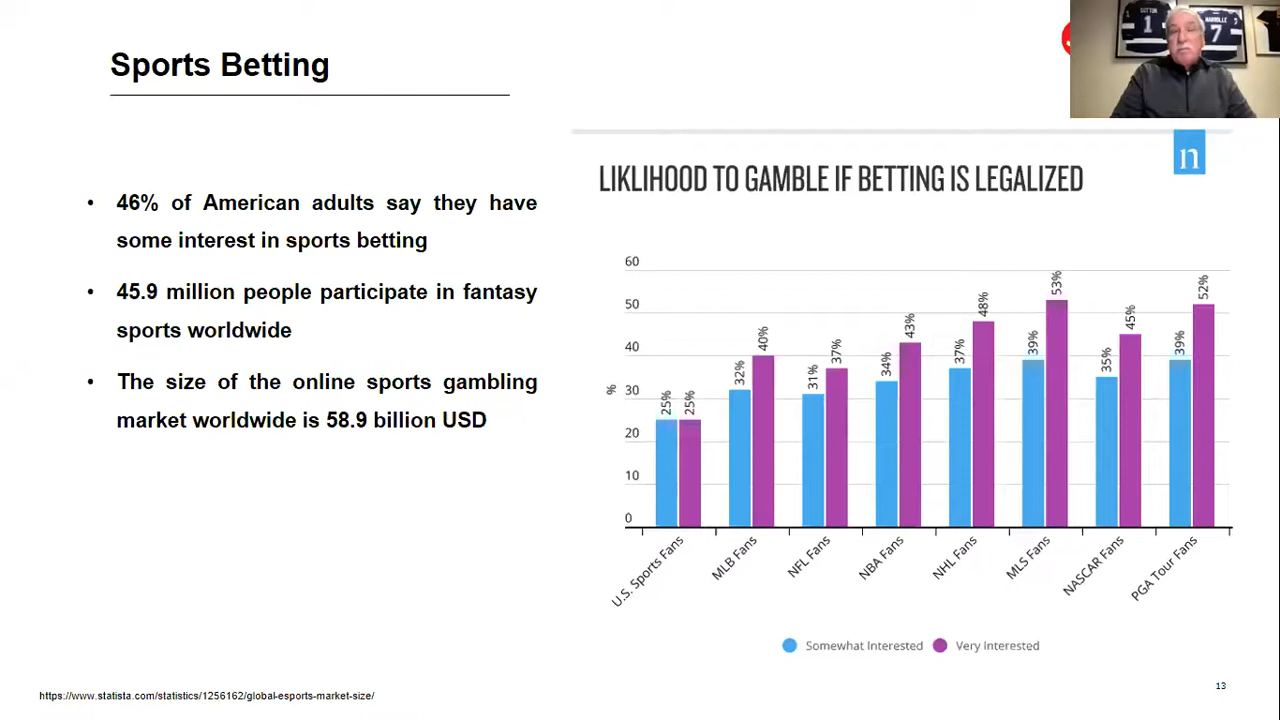 Sports Betting
• 46% of American adults say they have
some interest in sports betting
• 45.9 million people participate in fantasy
sports worldwide
• The size of the online sports gambling
market worldwide is 58.9 billion USD
SUTTON
1
7
n
LIKLIHOOD TO GAMBLE IF BETTING IS LEGALIZED
%
60
50
40
30
20
10
0
25% 25%
32% 40%
31% 37%
34% 43%
37% 48%
39% 53%
35% 45%
39% 52%
U.S. Sports Fans
MLB Fans
NFL Fans
NBA Fans
NHL Fans
MLS Fans
NASCAR Fans
PGA Tour Fans
Somewhat Interested Very Interested
https://www.statista.com/statistics/1256162/global-esports-market-size/
13